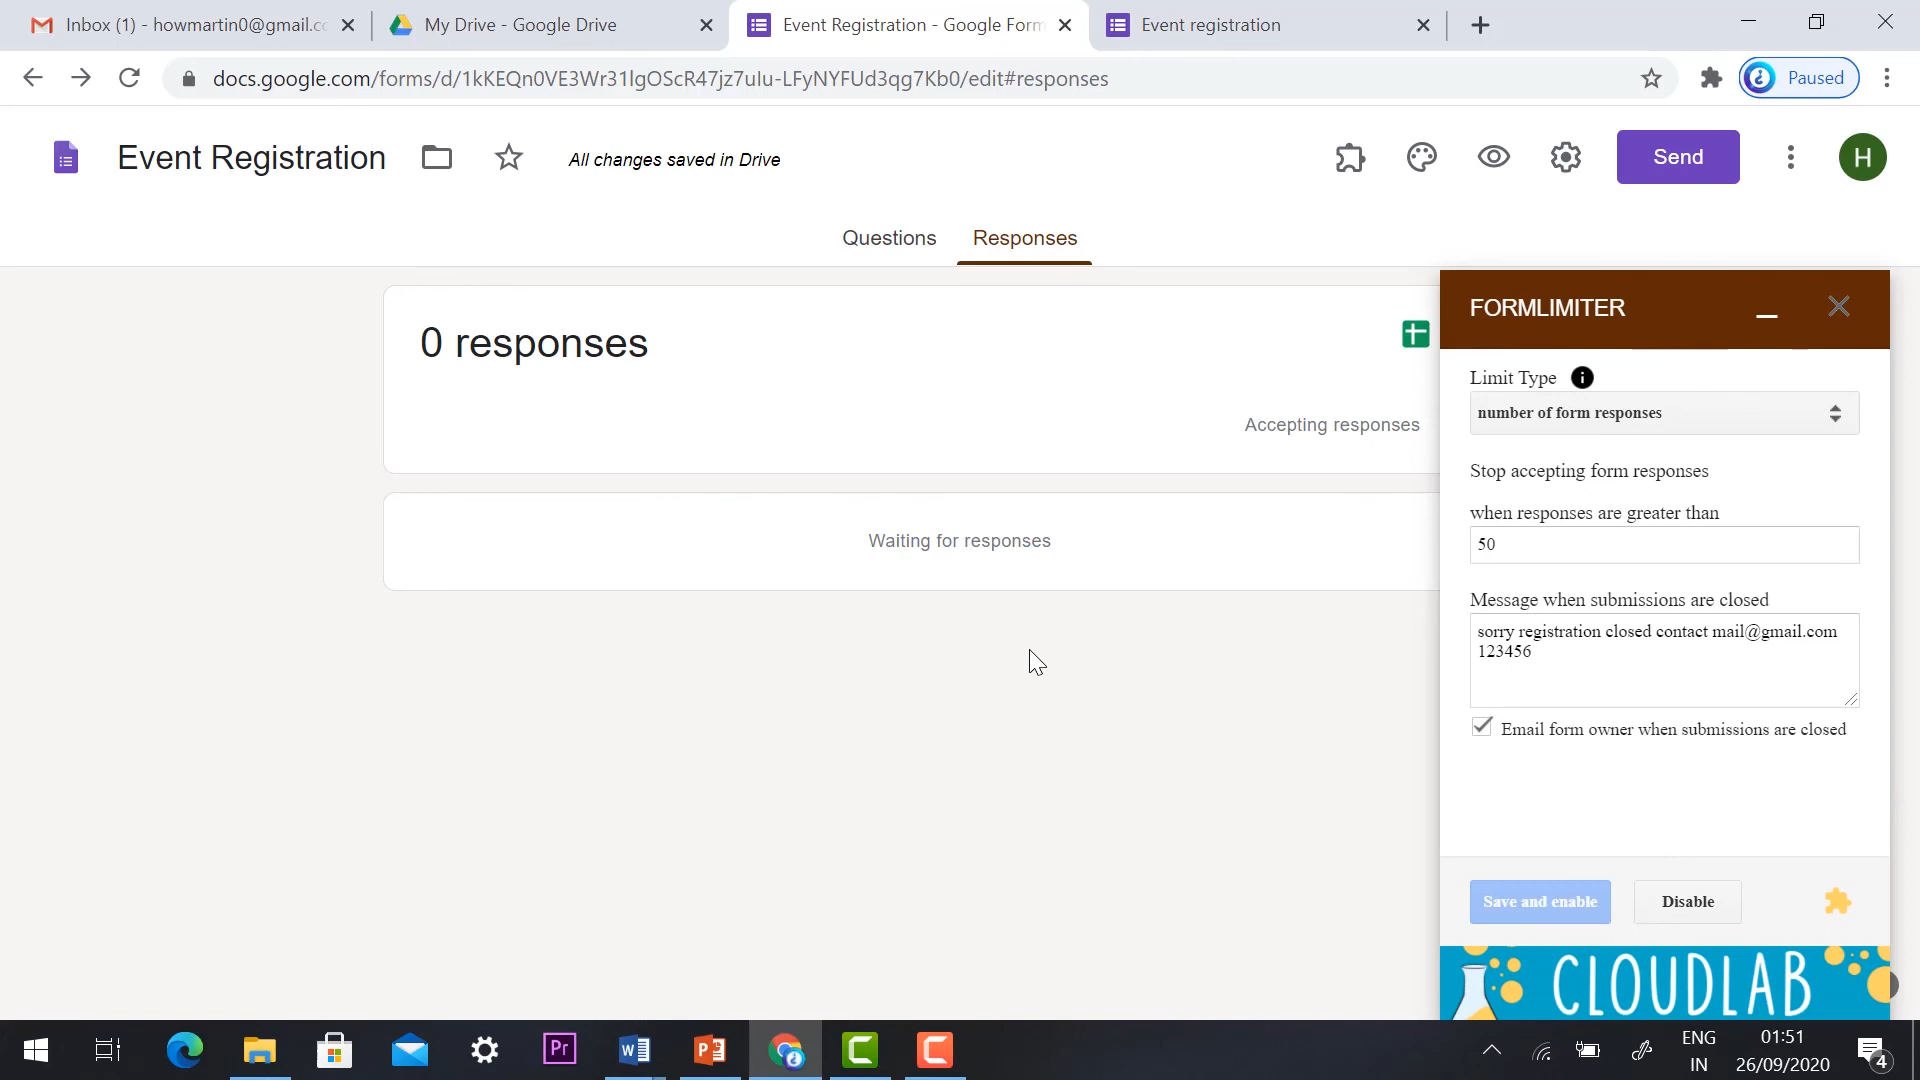 Inbox (1) - howmartin0@gmail.co
My Drive - Google Drive
Event Registration - Google Form
Event registration
docs.google.com/forms/d/1kKEQn0VE3Wr31lgOScR47jz7uIu-LFyNYFUd3qg7Kb0/edit#responses
Paused
Event Registration
All changes saved in Drive
Send
H
Questions
Responses
0 responses
Accepting responses
Waiting for responses
FORMLIMITER
Limit Type
number of form responses
Stop accepting form responses
when responses are greater than
50
Message when submissions are closed
sorry registration closed contact mail@gmail.com
123456
Email form owner when submissions are closed
Save and enable
Disable
CLOUDLAB
Pr
ENG
IN
01:51
26/09/2020
4